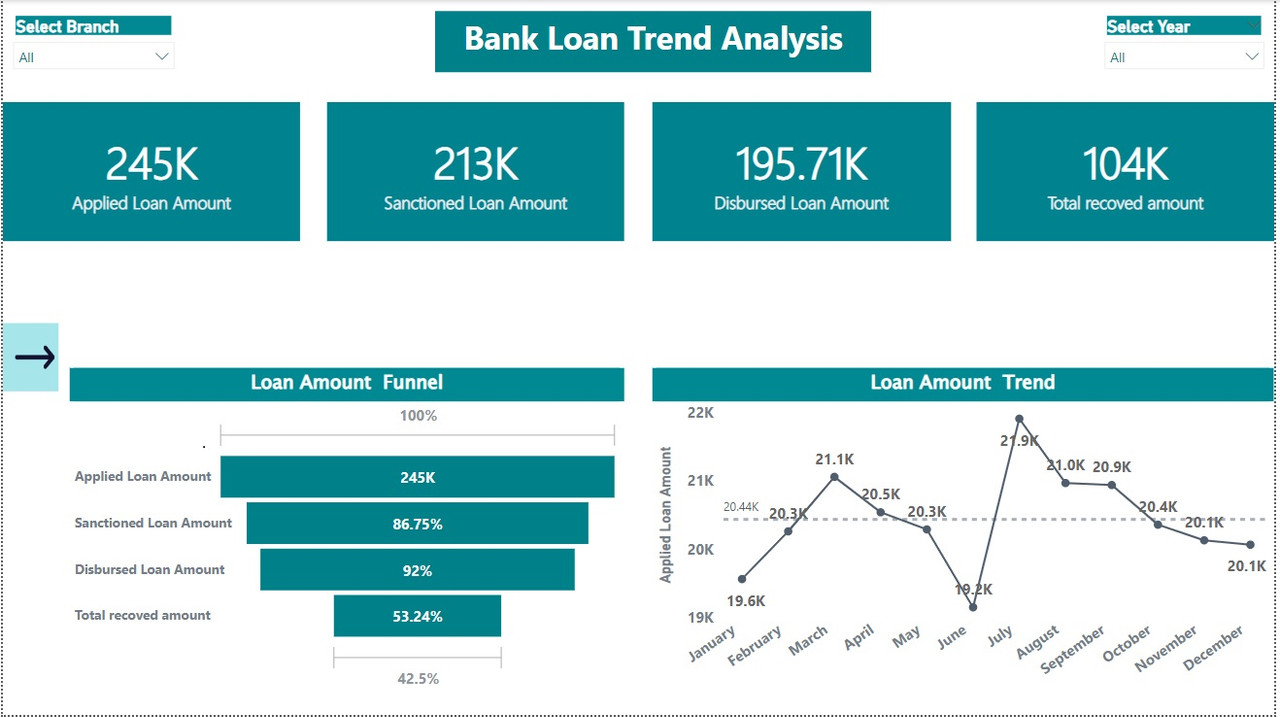 Select Branch
All
Bank Loan Trend Analysis
Select Year
All
245K
Applied Loan Amount
213K
Sanctioned Loan Amount
195.71K
Disbursed Loan Amount
104K
Total recoved amount
Loan Amount  Funnel
100%
Applied Loan Amount 245K
Sanctioned Loan Amount 86.75%
Disbursed Loan Amount 92%
Total recoved amount 53.24%
42.5%
Loan Amount  Trend
Applied Loan Amount
22K
21K
20K
19K
20.44K
19.6K
20.3K
21.1K
20.5K
20.3K
19.2K
21.9K
21.0K
20.9K
20.4K
20.1K
20.1K
January
February
March
April
May
June
July
August
September
October
November
December